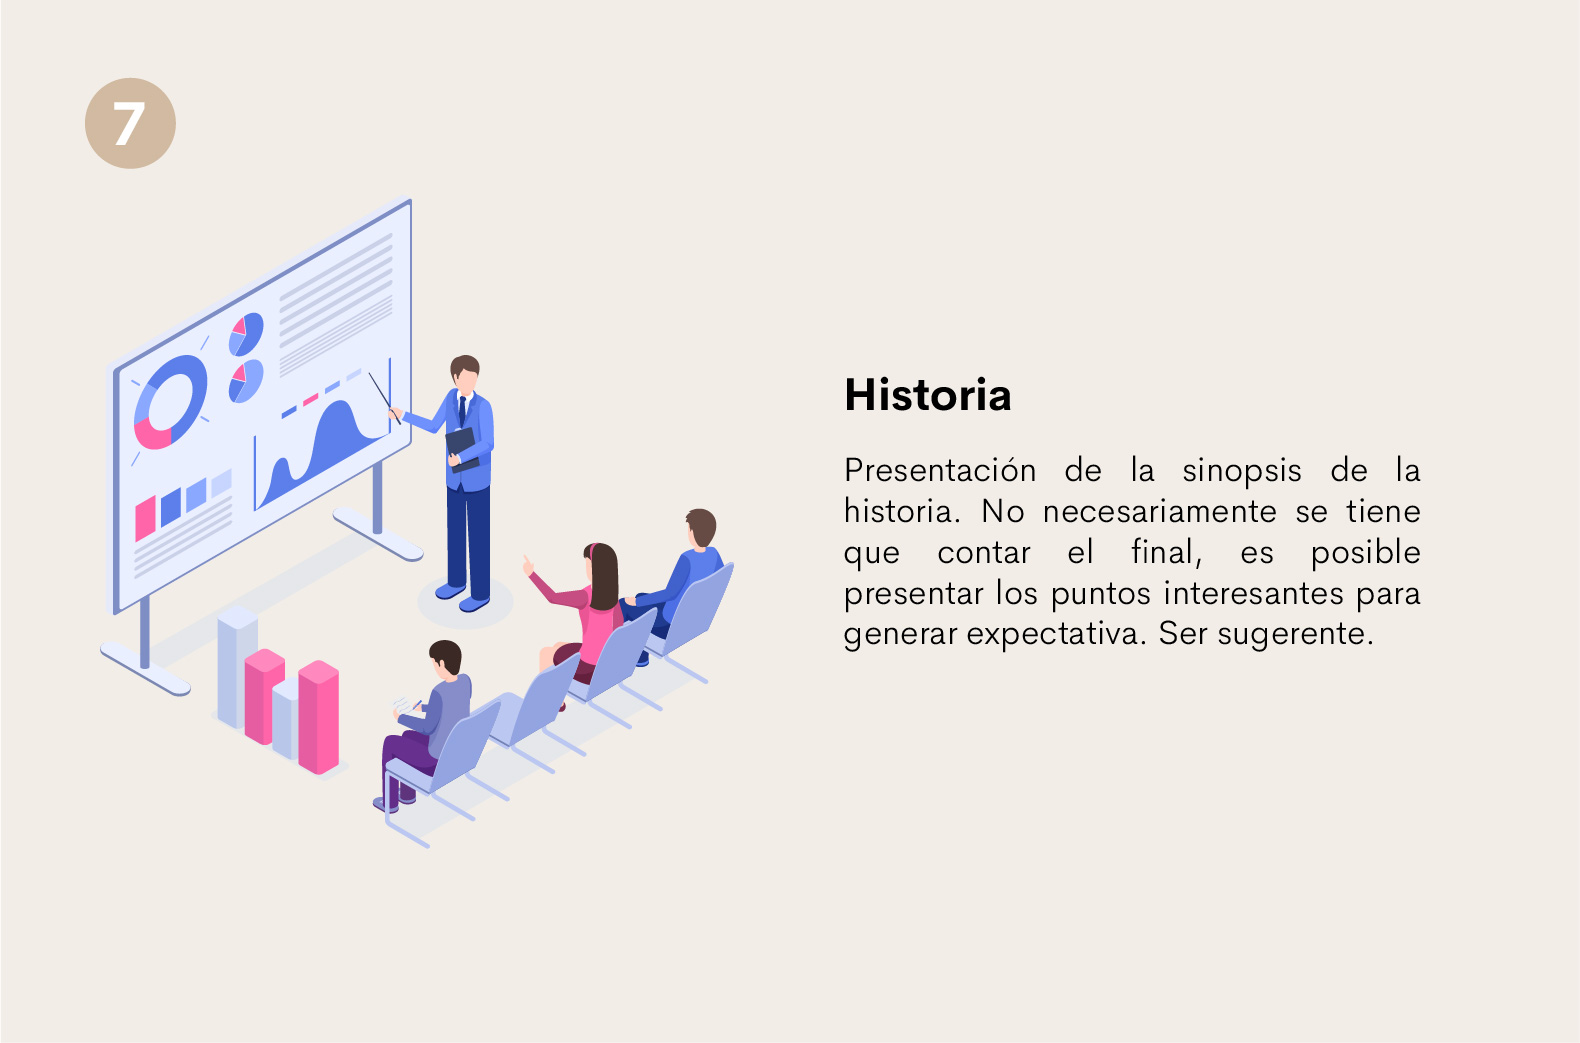 7
Historia
Presentación de la sinopsis de la
historia. No necesariamente se tiene
que contar el final, es posible
presentar los puntos interesantes para
generar expectativa. Ser sugerente.